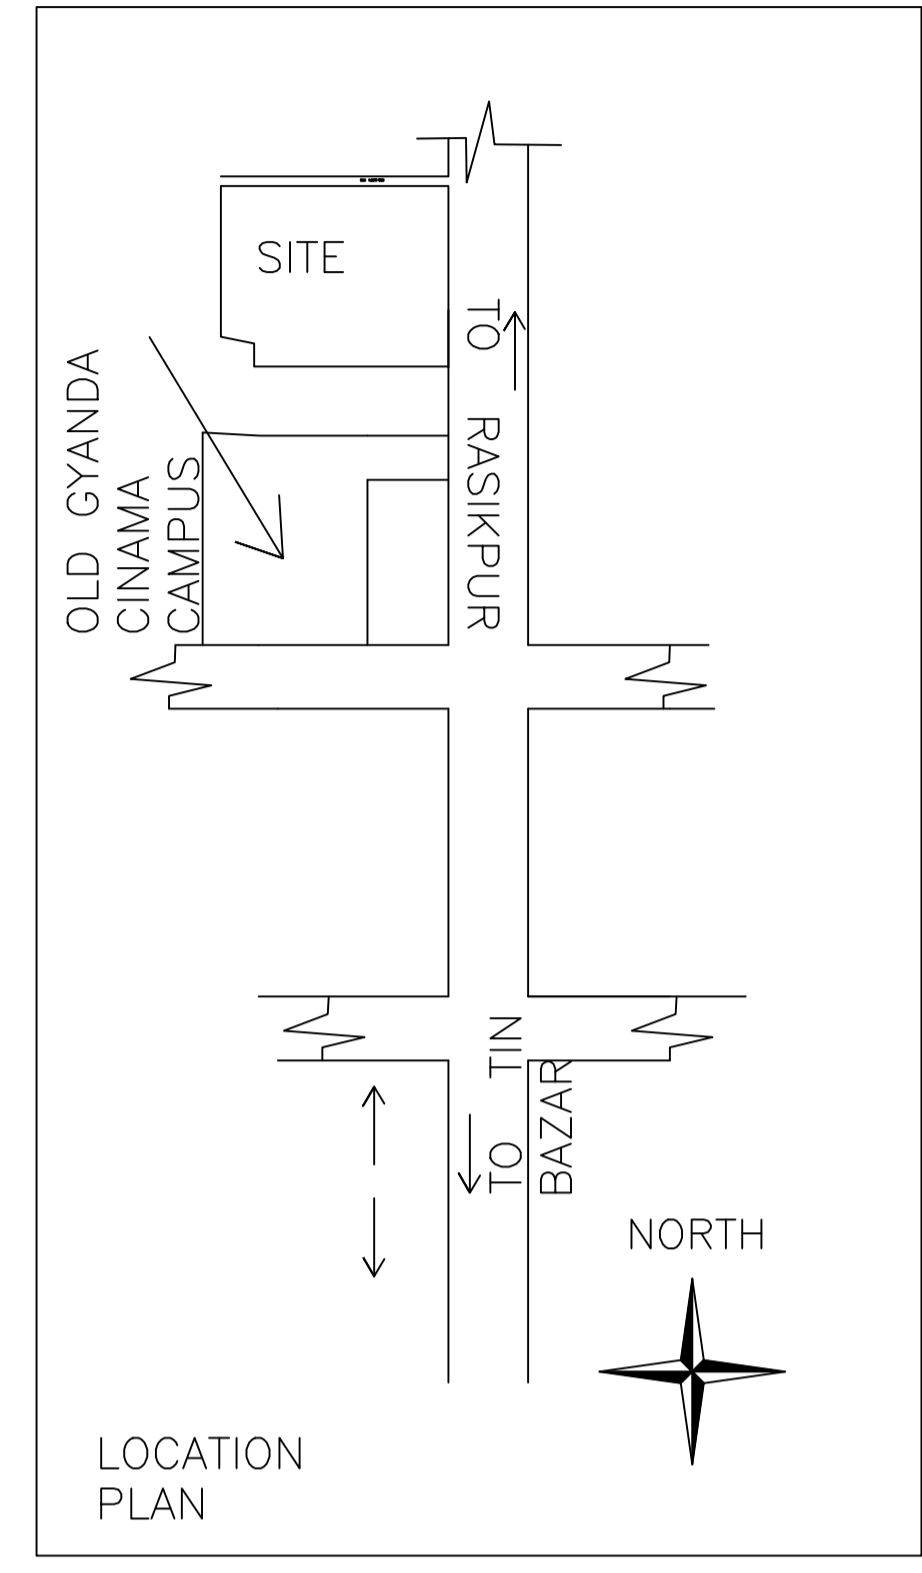 SITE
TO RASIKPUR
OLD GYANDA
CINAMA
CAMPUS
TO TIN
BAZAR
NORTH
LOCATION
PLAN